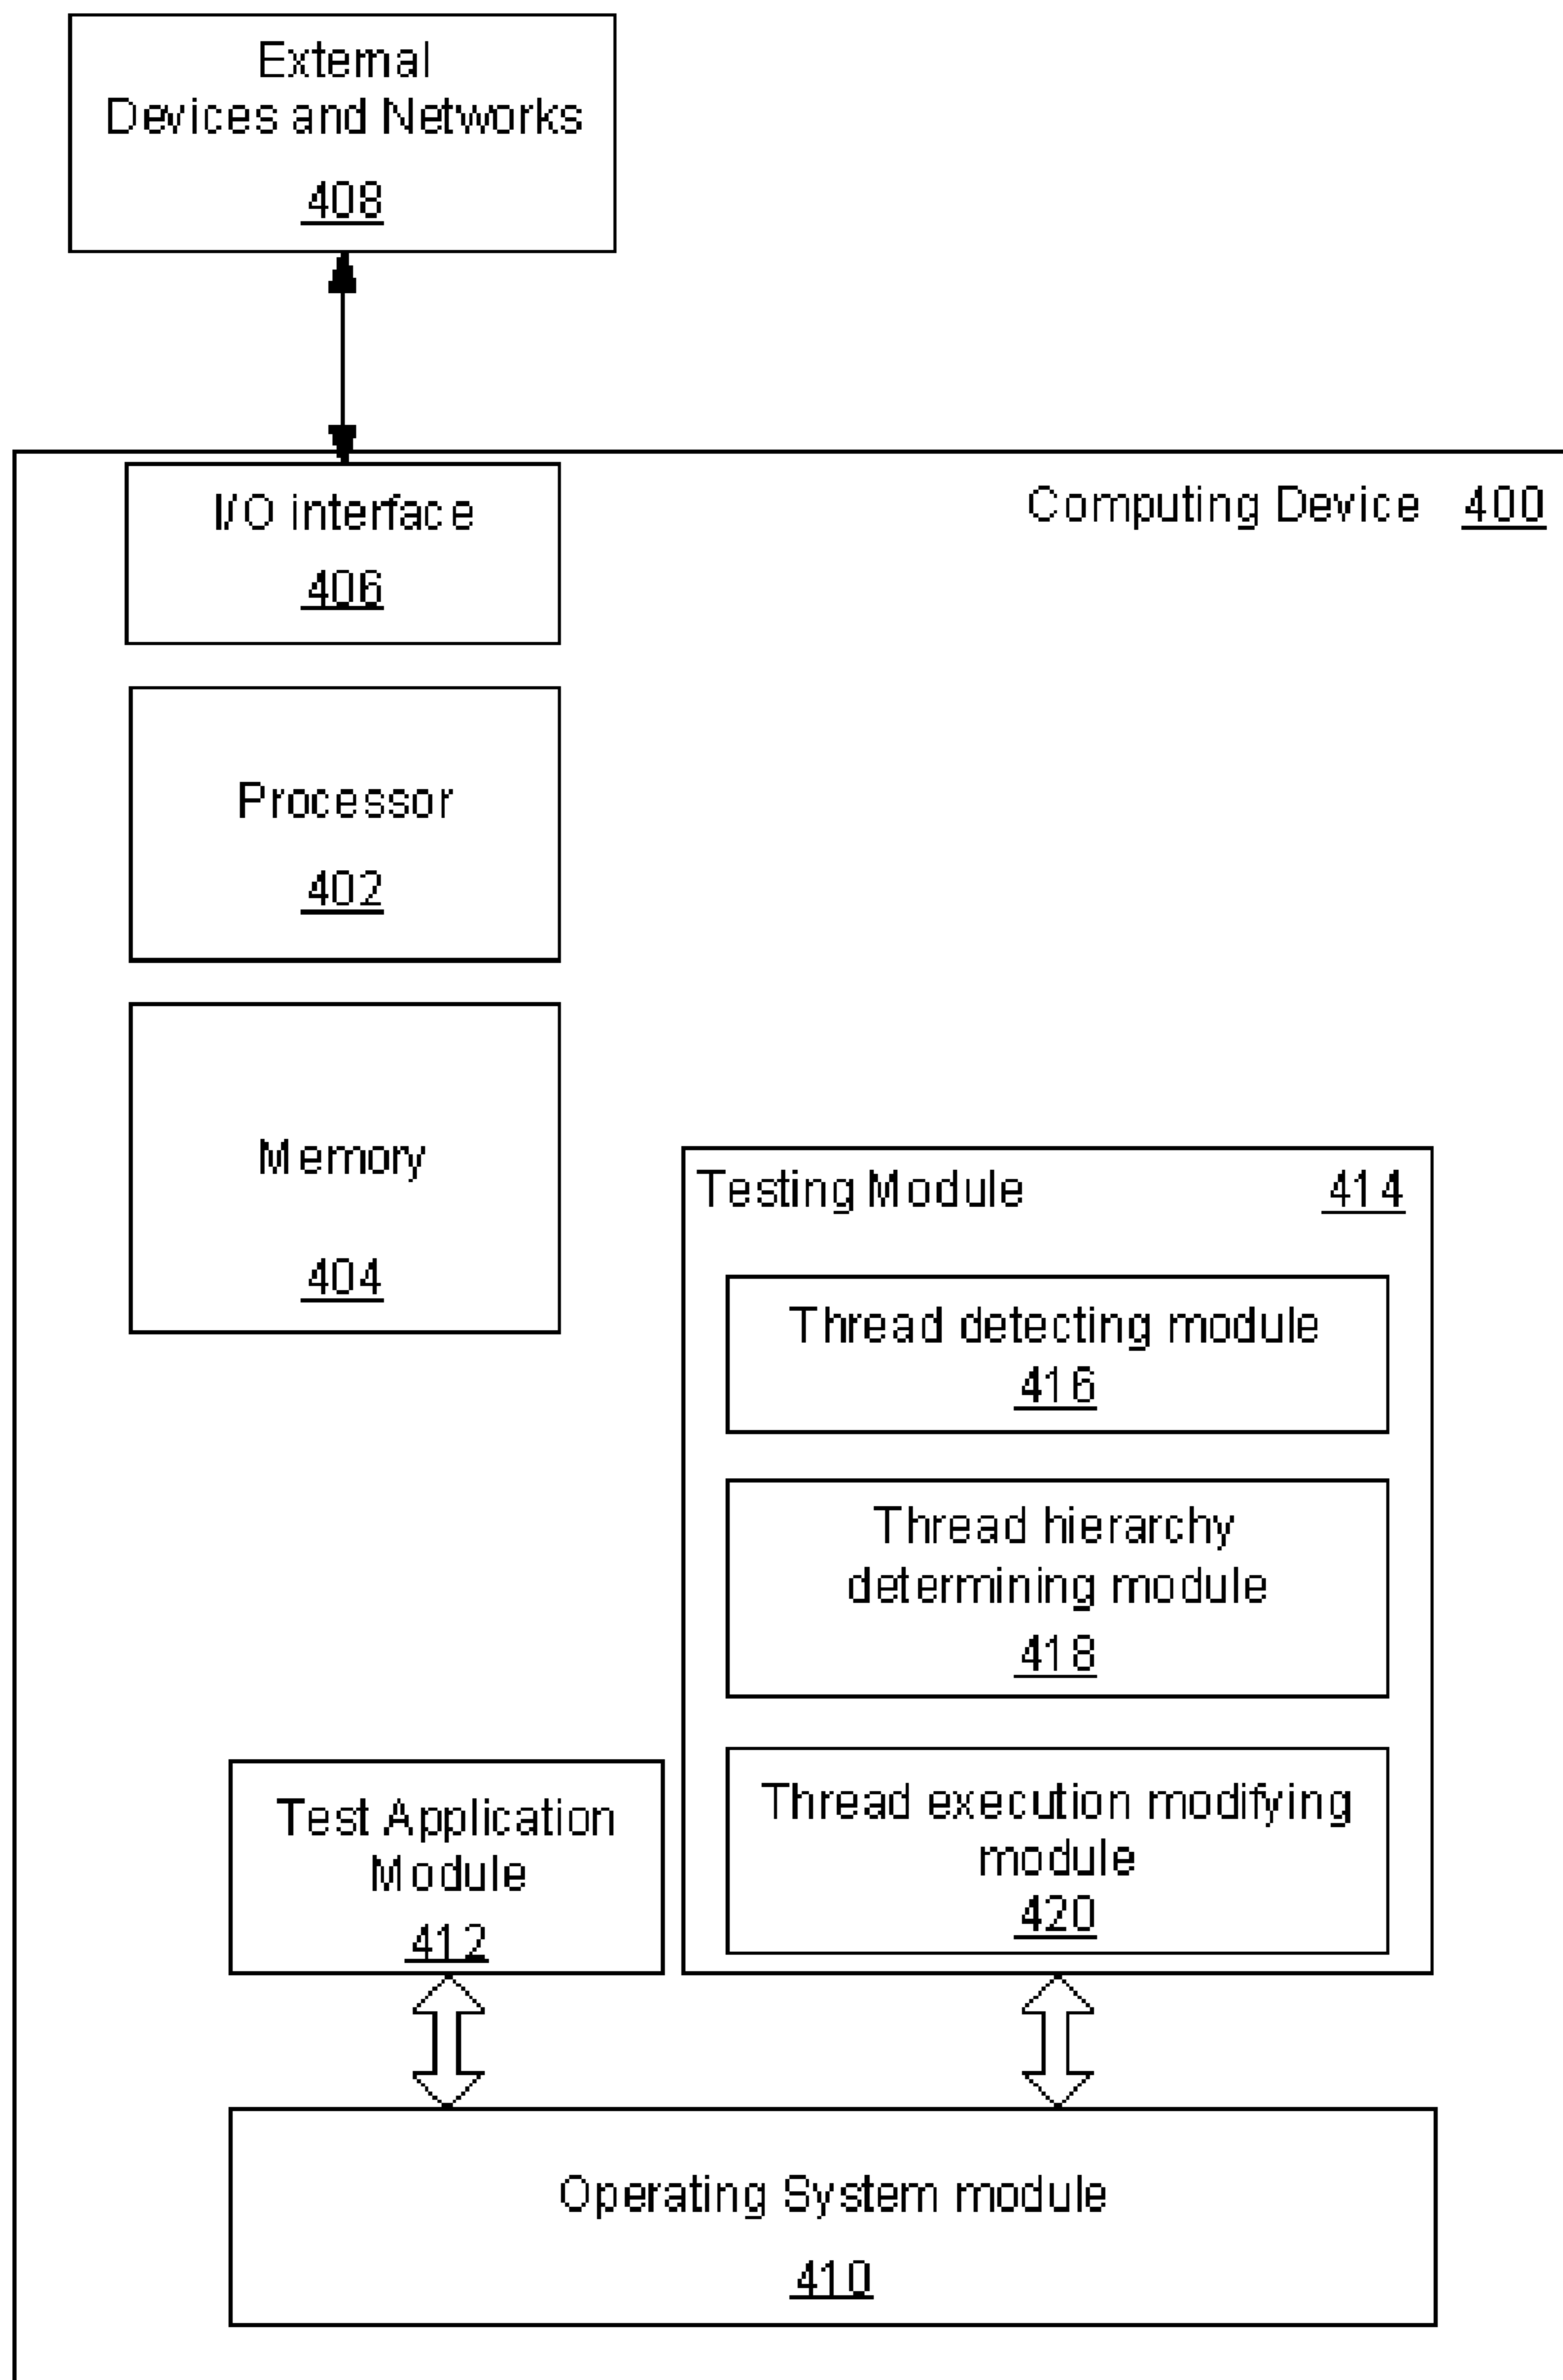 External
Devices and Networks
408
I/O interface
406
Computing Device 400
Processor
402
Memory
404
Testing Module 414
Thread detecting module
416
Thread hierarchy
determining module
418
Thread execution modifying
module
420
Test Application
Module
412
Operating System module
410